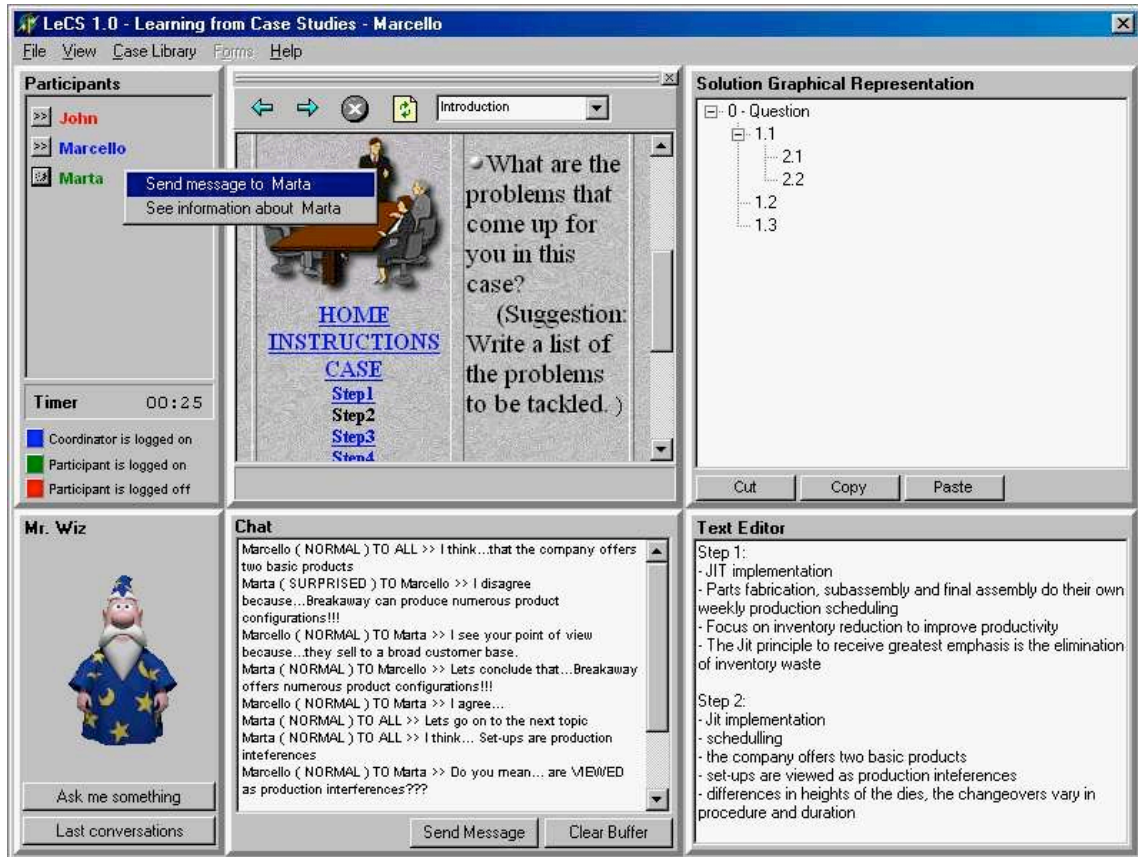 LeCS 1.0 - Learning from Case Studies - Marcello
File View Case Library Forms Help
Participants
>> John
>> Marcello
Marta
Send message to Marta
See information about Marta
Timer 00:25
Coordinator is logged on
Participant is logged on
Participant is logged off
Introduction
HOME
INSTRUCTIONS
CASE
Step1
Step2
Step3
Step4
What are the
problems that
come up for
you in this
case?
(Suggestion:
Write a list of
the problems
to be tackled. )
Solution Graphical Representation
0 - Question
1.1
2.1
2.2
1.2
1.3
Cut Copy Paste
Mr. Wiz
Ask me something
Last conversations
Chat
Marcello ( NORMAL ) TO ALL >> I think...that the company offers
two basic products
Marta ( SURPRISED ) TO Marcello >> I disagree
because...Breakaway can produce numerous product
configurations!!!
Marcello ( NORMAL ) TO Marta >> I see your point of view
because...they sell to a broad customer base.
Marta ( NORMAL ) TO Marcello >> Lets conclude that...Breakaway
offers numerous product configurations!!!
Marcello ( NORMAL ) TO Marta >> I agree...
Marta ( NORMAL ) TO ALL >> Lets go on to the next topic
Marta ( NORMAL ) TO ALL >> I think... Set-ups are production
inteferences
Marcello ( NORMAL ) TO Marta >> Do you mean... are VIEWED
as production interferences???
Send Message Clear Buffer
Text Editor
Step 1:
- JIT implementation
- Parts fabrication, subassembly and final assembly do their own
weekly production scheduling
- Focus on inventory reduction to improve productivity
- The Jit principle to receive greatest emphasis is the elimination
of inventory waste
Step 2:
- Jit implementation
- schedulling
- the company offers two basic products
- set-ups are viewed as production inteferences
- differences in heights of the dies, the changeovers vary in
procedure and duration